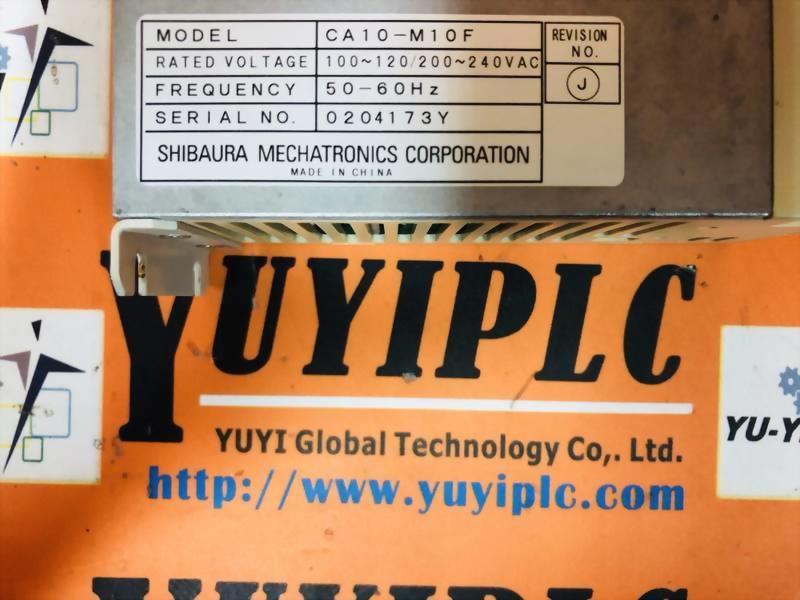 MODEL CA10-M10F REVISION NO.
RATED VOLTAGE 100~120/200~240VAC J
FREQUENCY 50-60Hz
SERIAL NO. 0204173Y
SHIBAURA MECHATRONICS CORPORATION
MADE IN CHINA
YUYIPLC
YUYI Global Technology Co,. Ltd.
http://www.yuyiplc.com
YUYIPLC